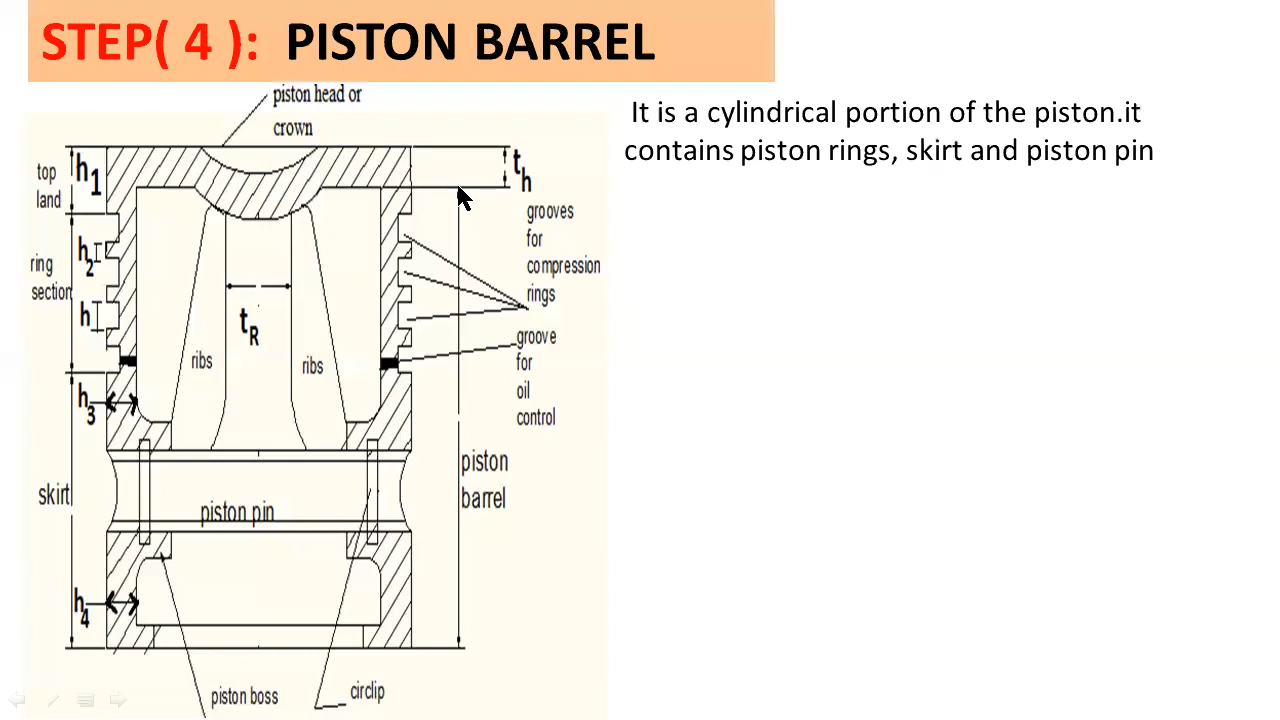 STEP( 4 ): PISTON BARREL
piston head or
crown
It is a cylindrical portion of the piston.it
contains piston rings, skirt and piston pin
top
land
h1
th
grooves
for
compression
rings
ring
section
h2
h
tR
ribs
ribs
groove
for
oil
control
h3
skirt
piston pin
piston
barrel
h4
piston boss
circlip